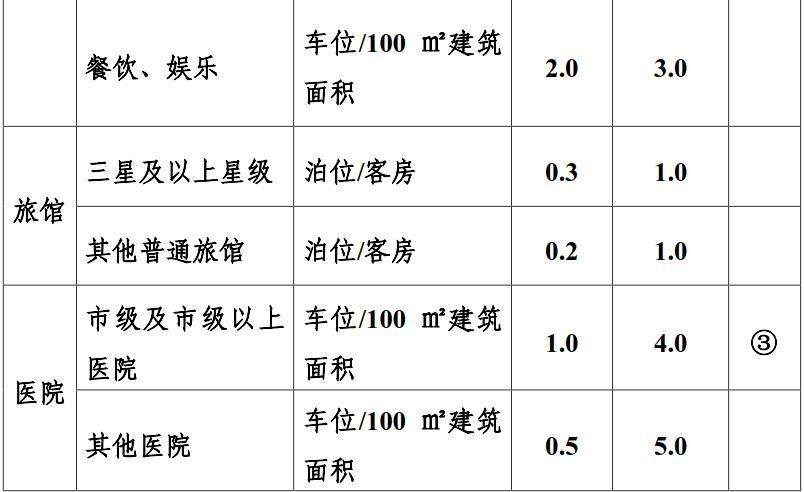 餐饮、娱乐 车位/100 ㎡建筑面积 2.0 3.0
旅馆 三星及以上星级 泊位/客房 0.3 1.0
其他普通旅馆 泊位/客房 0.2 1.0
医院 市级及市级以上医院 车位/100 ㎡建筑面积 1.0 4.0 ③
其他医院 车位/100 ㎡建筑面积 0.5 5.0